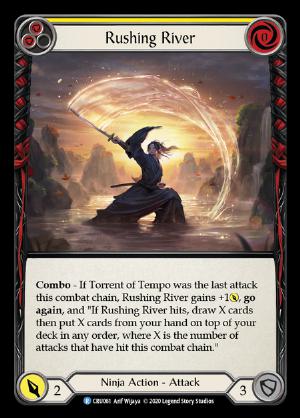 Rushing River
0
Combo - If Torrent of Tempo was the last attack
this combat chain, Rushing River gains +1, go
again, and "If Rushing River hits, draw X cards
then put X cards from your hand on top of your
deck in any order, where X is the number of
attacks that have hit this combat chain."
2
Ninja Action - Attack
3
R CRU061 Arif Wijaya © 2020 Legend Story Studios